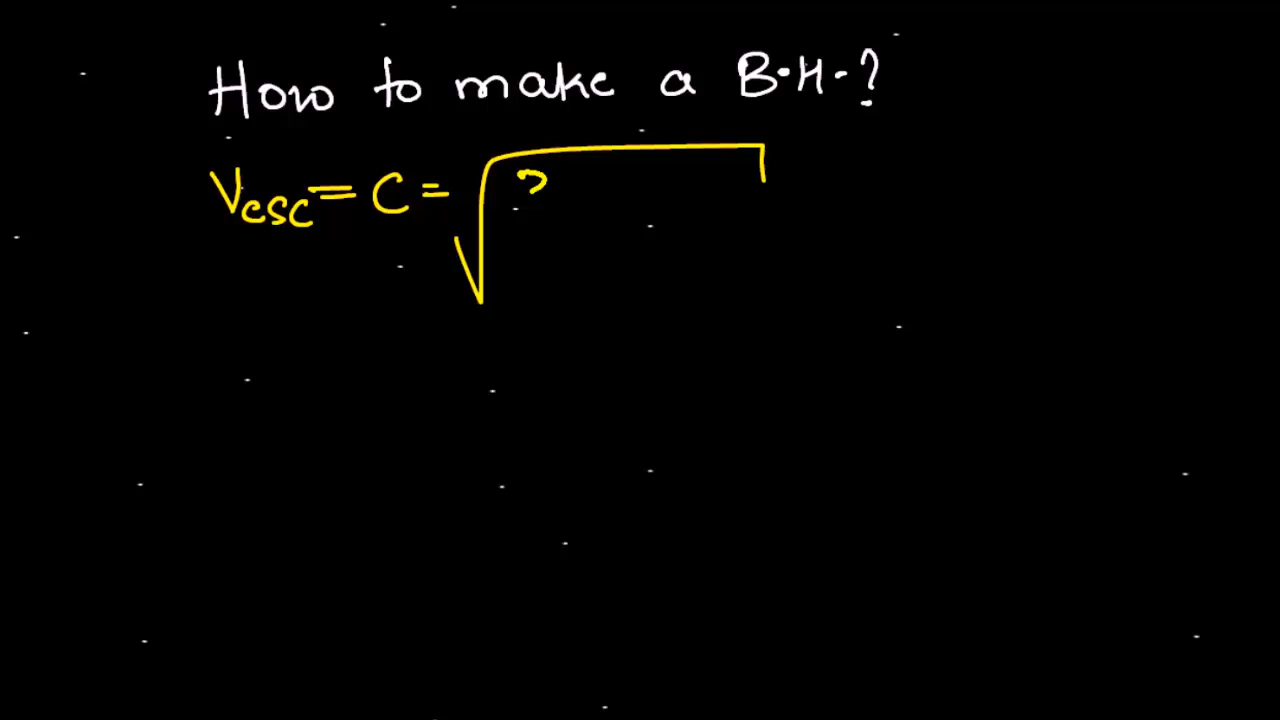 How to make a B.H.?
Vesc = C = √